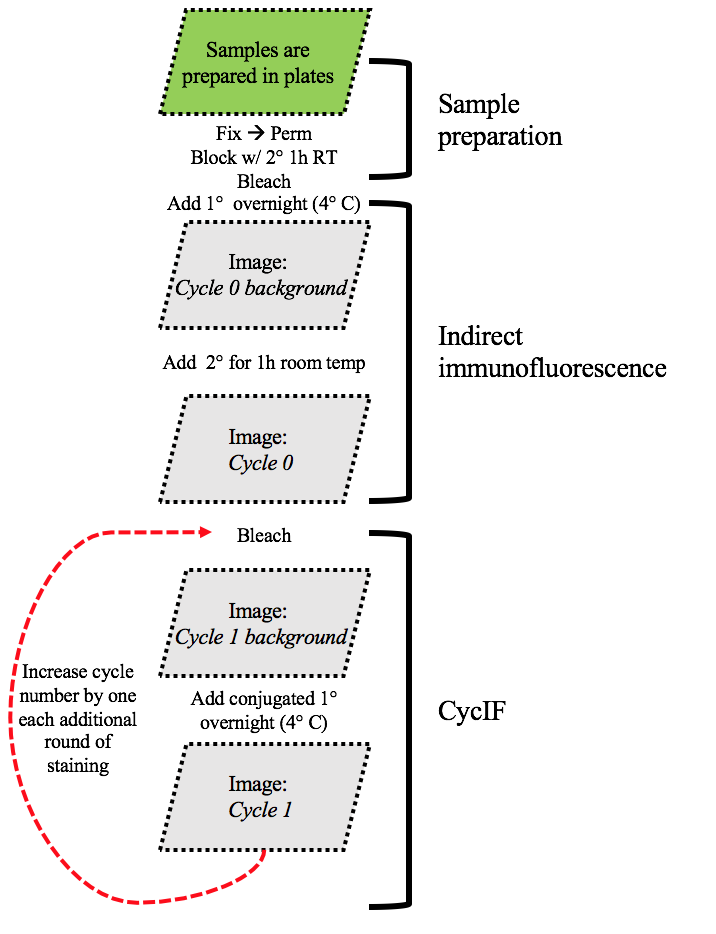 Samples are
prepared in plates
Sample
preparation
Fix → Perm
Block w/ 2° 1h RT
Bleach
Add 1° overnight (4° C)
Image:
Cycle 0 background
Indirect
immunofluorescence
Add 2° for 1h room temp
Image:
Cycle 0
Bleach
Image:
Cycle 1 background
Increase cycle
number by one
each additional
round of
staining
Add conjugated 1°
overnight (4° C)
CycIF
Image:
Cycle 1